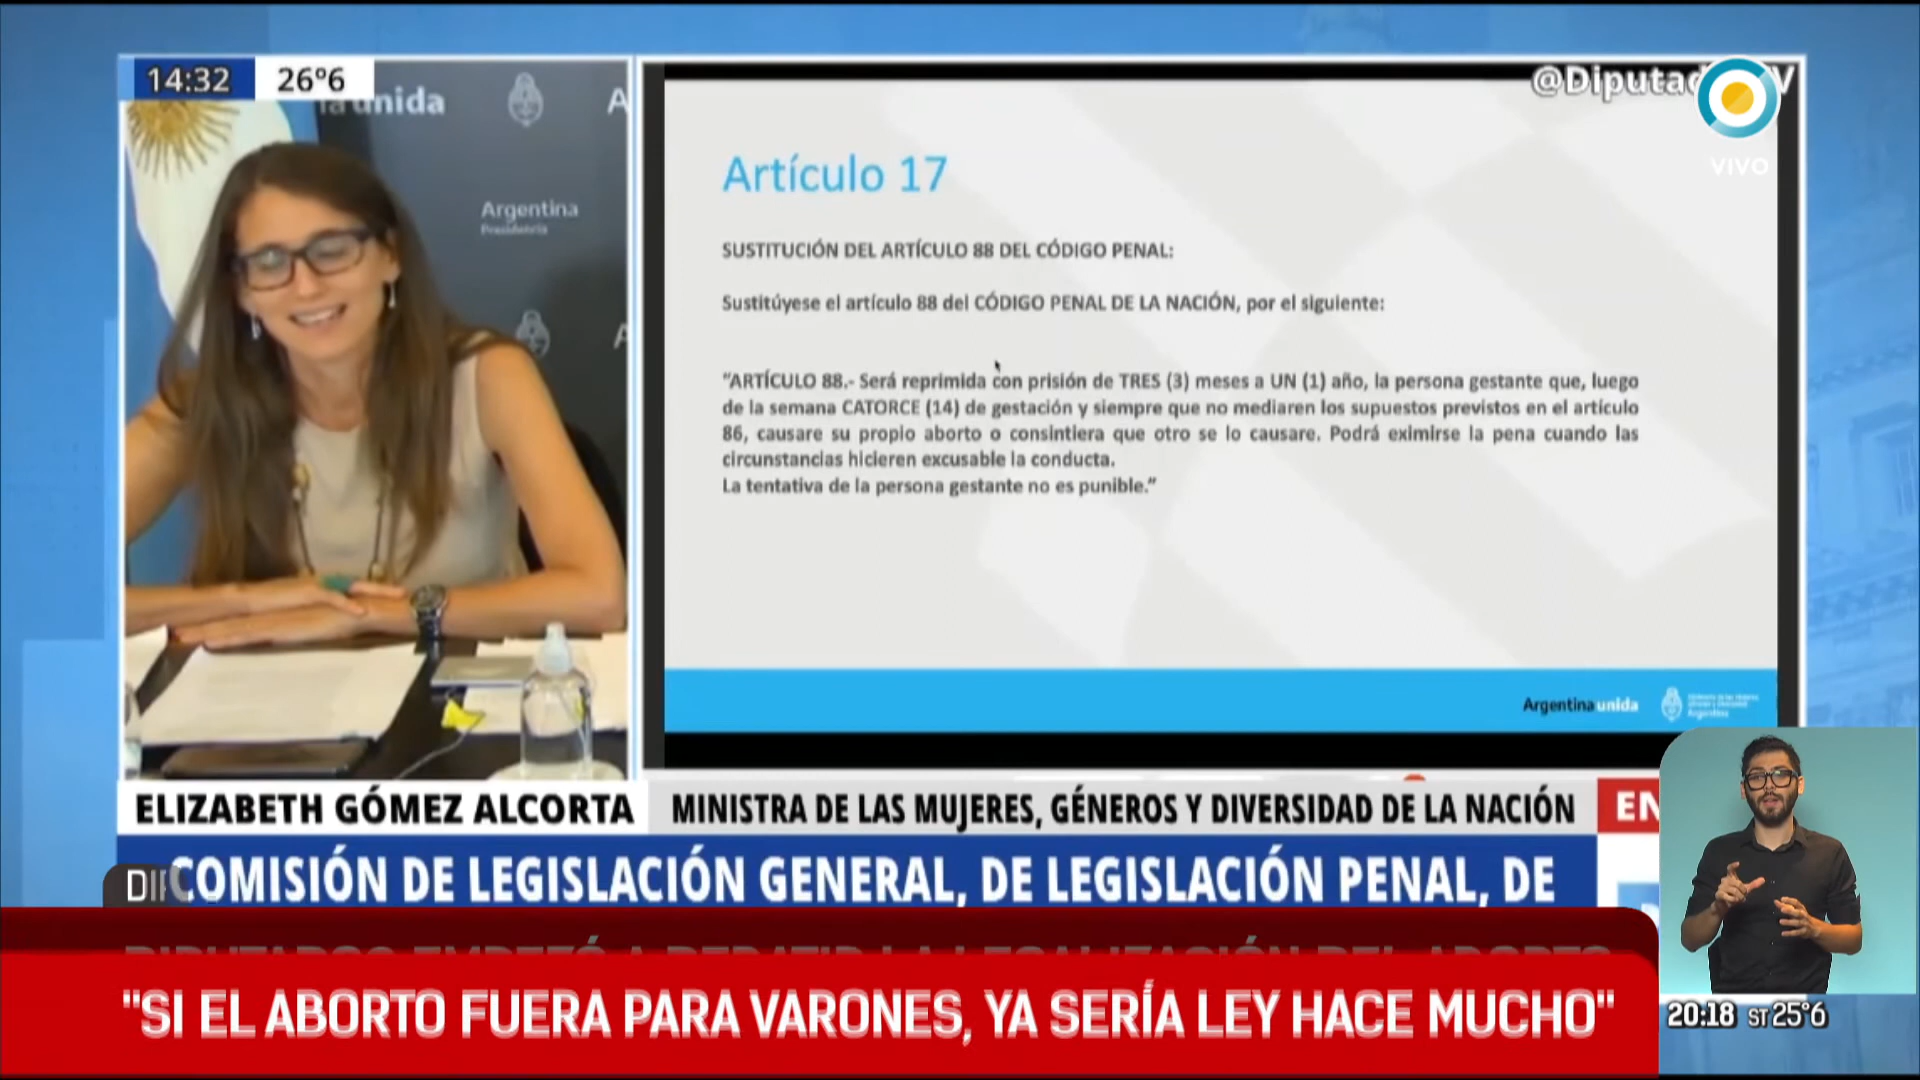 14:32 26°6
la unida
@Diputad V
VIVO
Argentina
Presidencia
Artículo 17
SUSTITUCIÓN DEL ARTÍCULO 88 DEL CÓDIGO PENAL:
Sustitúyese el artículo 88 del CÓDIGO PENAL DE LA NACIÓN, por el siguiente:
“ARTÍCULO 88.- Será reprimida con prisión de TRES (3) meses a UN (1) año, la persona gestante que, luego
de la semana CATORCE (14) de gestación y siempre que no mediaren los supuestos previstos en el artículo
86, causare su propio aborto o consintiera que otro se lo causare. Podrá eximirse la pena cuando las
circunstancias hicieren excusable la conducta.
La tentativa de la persona gestante no es punible.”
Argentina unida
Argentina
ELIZABETH GÓMEZ ALCORTA MINISTRA DE LAS MUJERES, GÉNEROS Y DIVERSIDAD DE LA NACIÓN EN
COMISIÓN DE LEGISLACIÓN GENERAL, DE LEGISLACIÓN PENAL, DE
"SI EL ABORTO FUERA PARA VARONES, YA SERÍA LEY HACE MUCHO"
20:18 ST 25°6